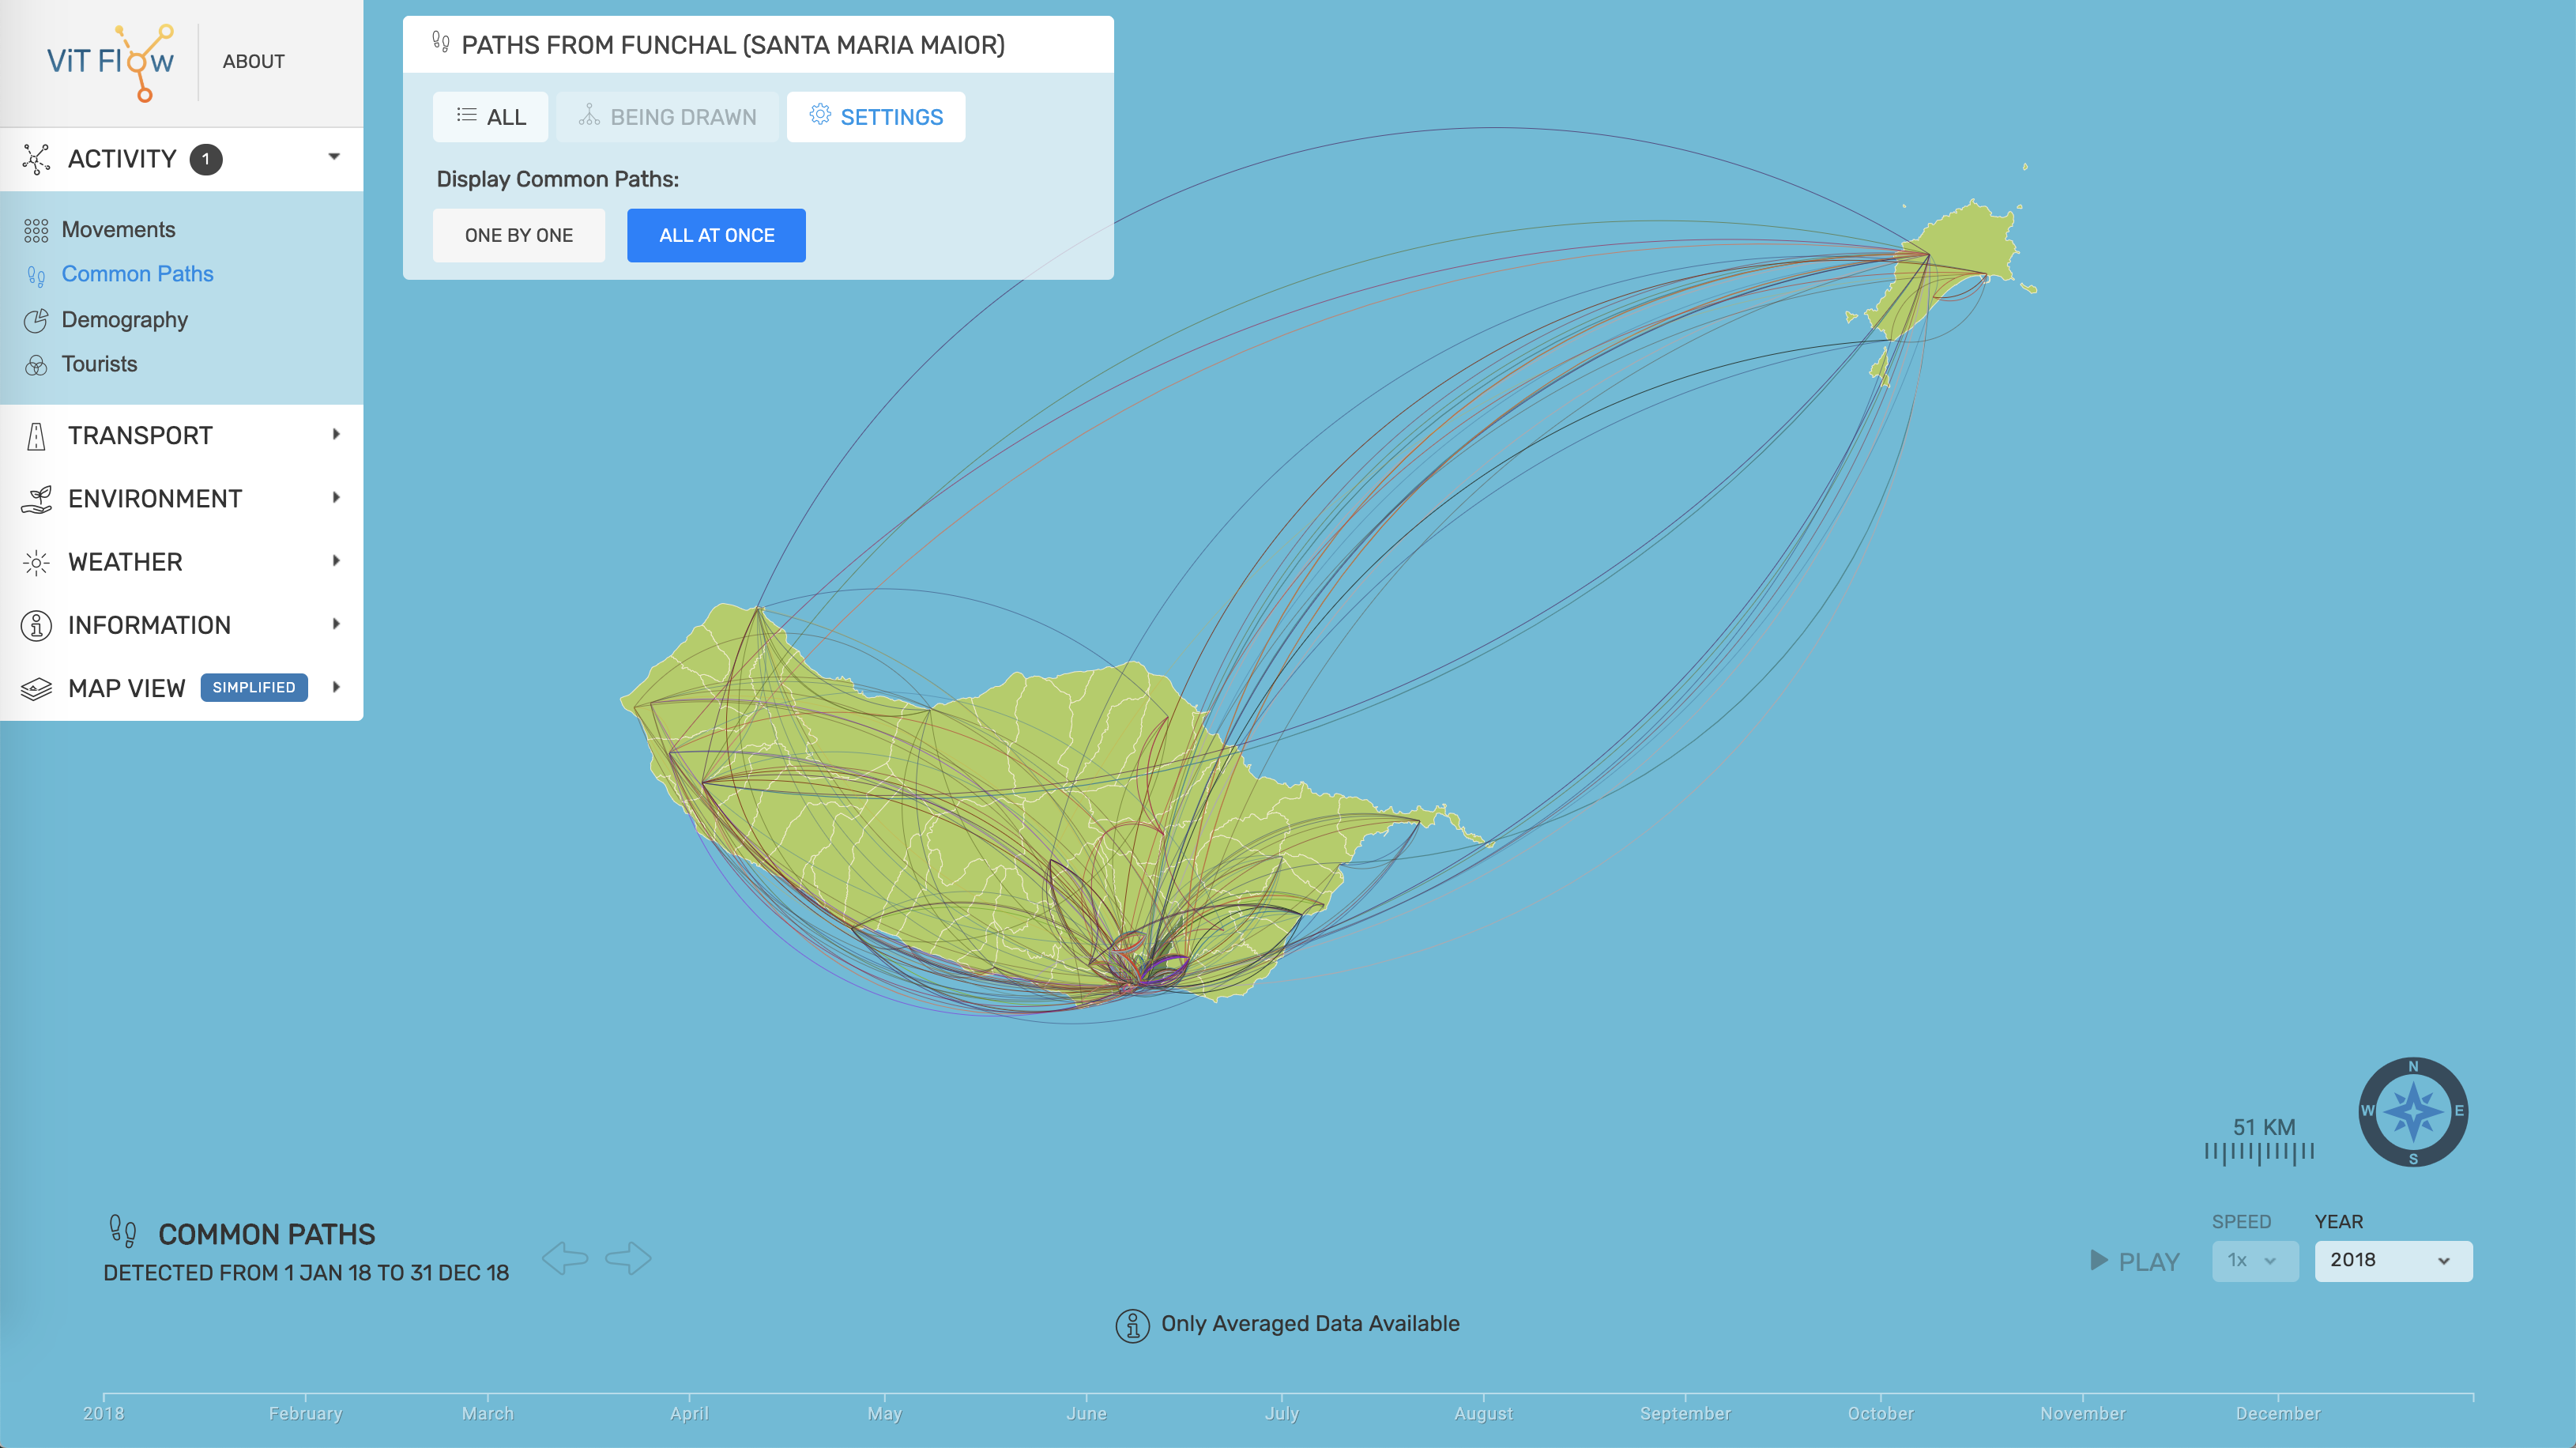 ViT Flow
ABOUT
ACTIVITY 1
Movements
Common Paths
Demography
Tourists
TRANSPORT
ENVIRONMENT
WEATHER
INFORMATION
MAP VIEW SIMPLIFIED
PATHS FROM FUNCHAL (SANTA MARIA MAIOR)
ALL BEING DRAWN SETTINGS
Display Common Paths:
ONE BY ONE ALL AT ONCE
N
W E
S
51 KM
COMMON PATHS
DETECTED FROM 1 JAN 18 TO 31 DEC 18
SPEED YEAR
PLAY 1x 2018
Only Averaged Data Available
2018 February March April May June July August September October November December